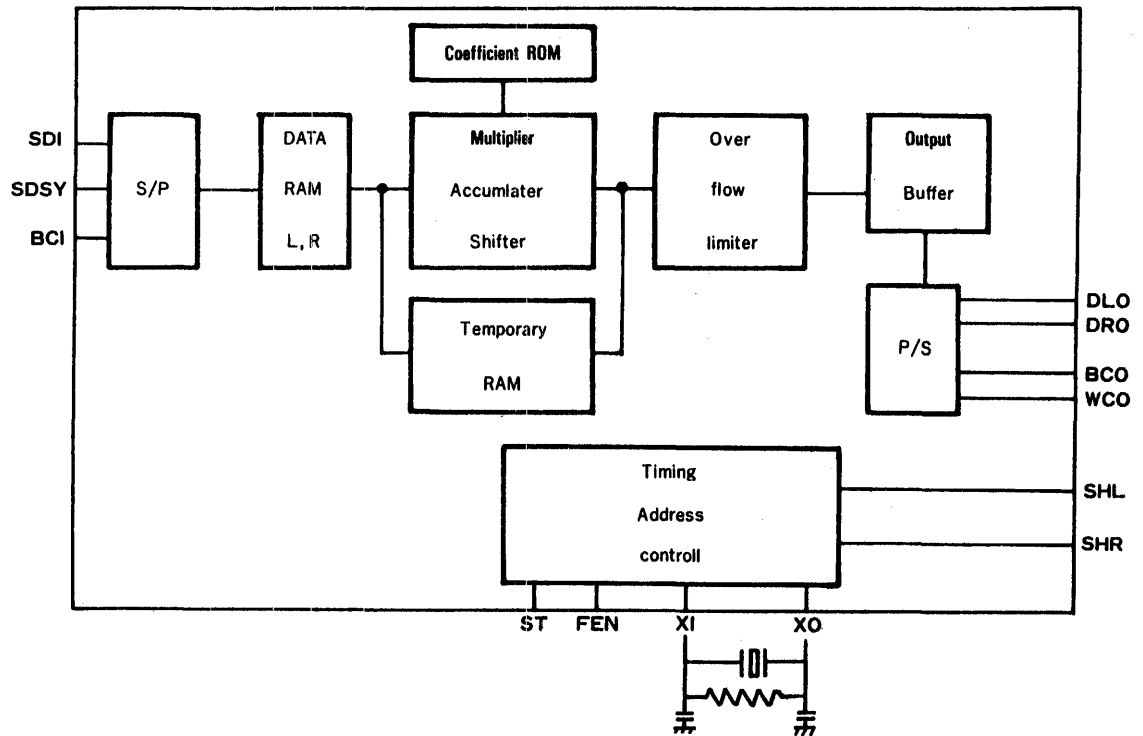 Coefficient ROM
SDI
SDSY
BCI
S/P
DATA
RAM
L, R
Multiplier
Accumlater
Shifter
Over
flow
limiter
Output
Buffer
Temporary
RAM
P/S
DLO
DRO
BCO
WCO
Timing
Address
controll
SHL
SHR
ST
FEN
XI
XO